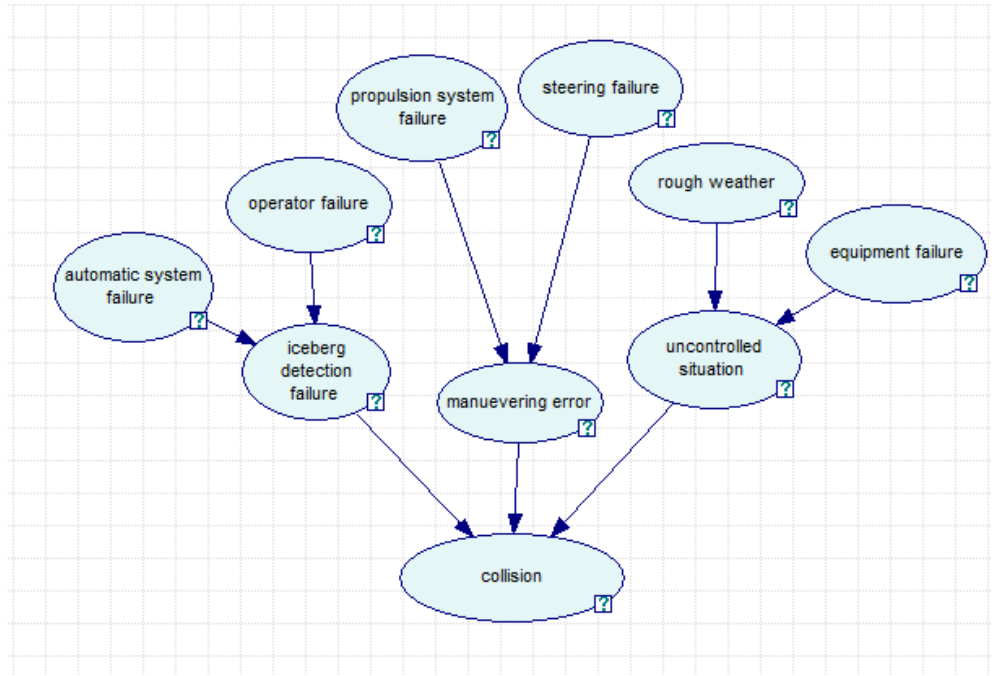 steering failure
propulsion system
failure
rough weather
operator failure
equipment failure
automatic system
failure
iceberg
detection
failure
uncontrolled
situation
manuevering error
collision
?
?
?
?
?
?
?
?
?
?